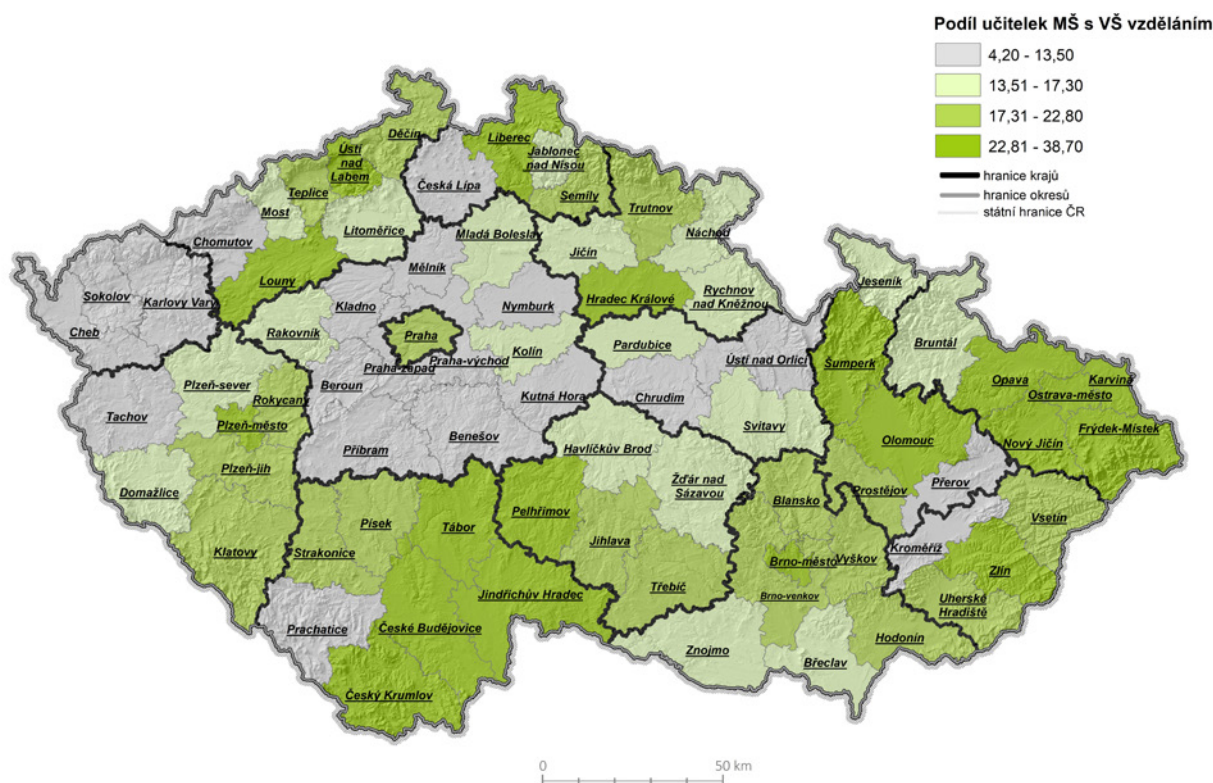 Podíl učitelek MŠ s VŠ vzděláním
4,20 - 13,50
13,51 - 17,30
17,31 - 22,80
22,81 - 38,70
hranice krajů
hranice okresů
státní hranice ČR
Děčín
Liberec
Ústí
nad
Labem
Jablonec
nad Nisou
Teplice
Česká Lípa
Semily
Most
Trutnov
Litoměřice
Mladá Boleslav
Náchod
Chomutov
Jičín
Mělník
Jeseník
Louny
Sokolov
Karlovy Vary
Kladno
Nymburk
Hradec Králové
Rychnov
nad Kněžnou
Cheb
Rakovník
Praha
Bruntál
Kolín
Pardubice
Ústí nad Orlicí
Praha-východ
Praha-západ
Šumperk
Plzeň-sever
Beroun
Opava
Karviná
Rokycany
Kutná Hora
Chrudim
Ostrava-město
Tachov
Plzeň-město
Svitavy
Frýdek-Místek
Benešov
Olomouc
Nový Jičín
Příbram
Havlíčkův Brod
Plzeň-jih
Žďár nad
Sázavou
Přerov
Domažlice
Prostějov
Blansko
Pelhřimov
Písek
Tábor
Vsetín
Jihlava
Klatovy
Strakonice
Kroměříž
Brno-město
Vyškov
Zlín
Třebíč
Jindřichův Hradec
Brno-venkov
Uherské
Hradiště
Prachatice
České Budějovice
Hodonín
Znojmo
Břeclav
Český Krumlov
0
50 km